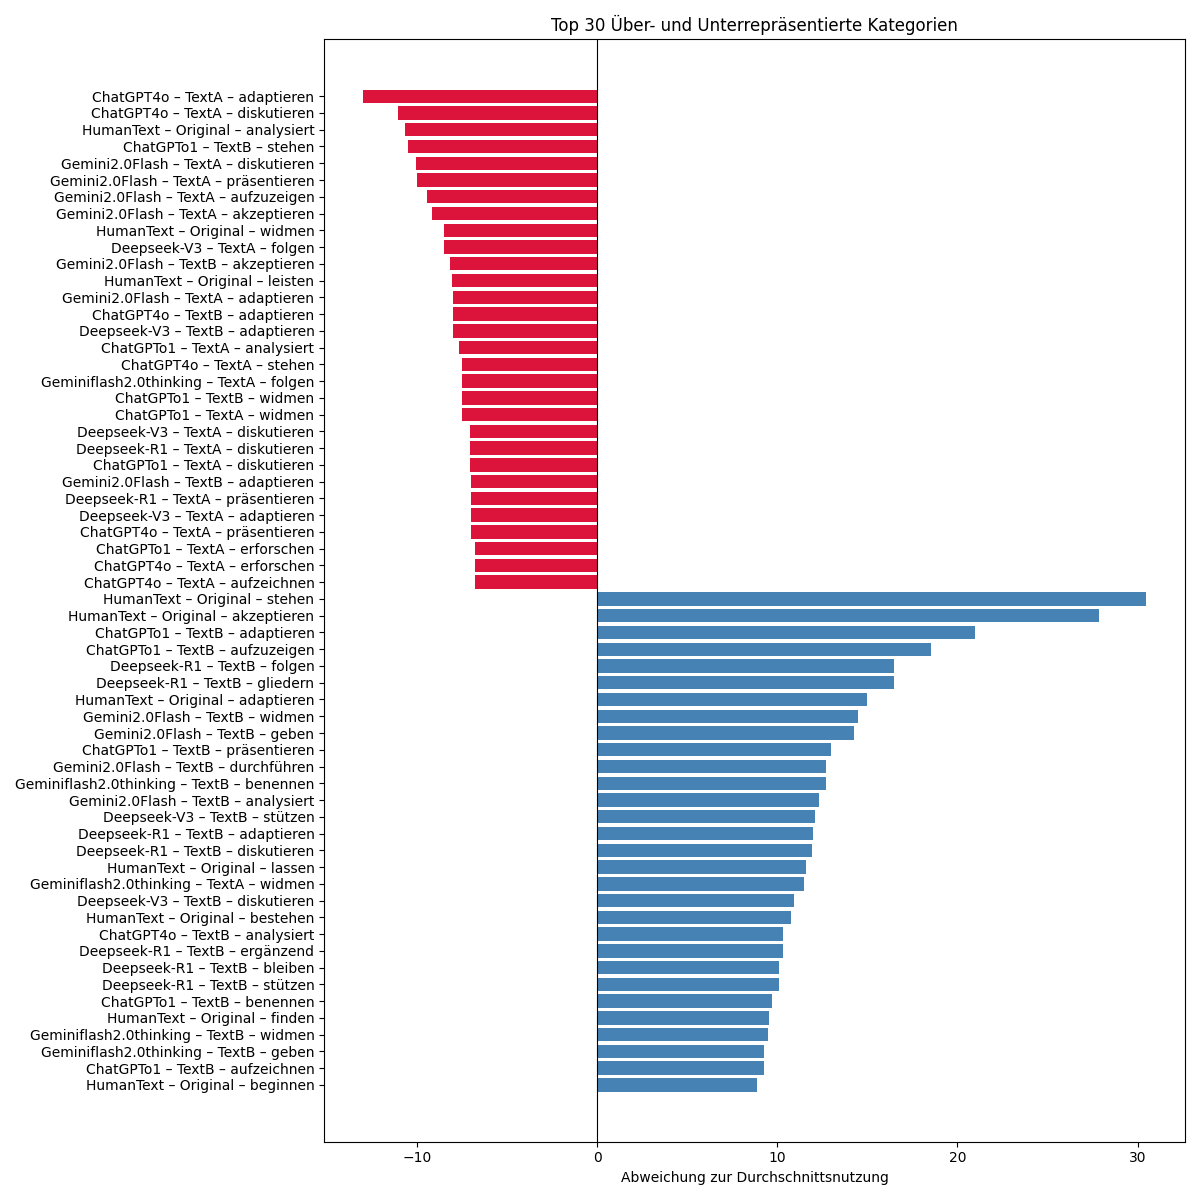 Top 30 Über- und Unterrepräsentierte Kategorien
ChatGPT4o – TextA – adaptieren
ChatGPT4o – TextA – diskutieren
HumanText – Original – analysiert
ChatGPTo1 – TextB – stehen
Gemini2.0Flash – TextA – diskutieren
Gemini2.0Flash – TextA – präsentieren
Gemini2.0Flash – TextA – aufzuzeigen
Gemini2.0Flash – TextA – akzeptieren
HumanText – Original – widmen
Deepseek-V3 – TextA – folgen
Gemini2.0Flash – TextB – akzeptieren
HumanText – Original – leisten
Gemini2.0Flash – TextA – adaptieren
ChatGPT4o – TextB – adaptieren
Deepseek-V3 – TextB – adaptieren
ChatGPTo1 – TextA – analysiert
ChatGPT4o – TextA – stehen
Geminiflash2.0thinking – TextA – folgen
ChatGPTo1 – TextB – widmen
ChatGPTo1 – TextA – widmen
Deepseek-V3 – TextA – diskutieren
Deepseek-R1 – TextA – diskutieren
ChatGPTo1 – TextA – diskutieren
Gemini2.0Flash – TextB – adaptieren
Deepseek-R1 – TextA – präsentieren
Deepseek-V3 – TextA – adaptieren
ChatGPT4o – TextA – präsentieren
ChatGPTo1 – TextA – erforschen
ChatGPT4o – TextA – erforschen
ChatGPT4o – TextA – aufzeichnen
HumanText – Original – stehen
HumanText – Original – akzeptieren
ChatGPTo1 – TextB – adaptieren
ChatGPTo1 – TextB – aufzuzeigen
Deepseek-R1 – TextB – folgen
Deepseek-R1 – TextB – gliedern
HumanText – Original – adaptieren
Gemini2.0Flash – TextB – widmen
Gemini2.0Flash – TextB – geben
ChatGPTo1 – TextB – präsentieren
Gemini2.0Flash – TextB – durchführen
Geminiflash2.0thinking – TextB – benennen
Gemini2.0Flash – TextB – analysiert
Deepseek-V3 – TextB – stützen
Deepseek-R1 – TextB – adaptieren
Deepseek-R1 – TextB – diskutieren
HumanText – Original – lassen
Geminiflash2.0thinking – TextA – widmen
Deepseek-V3 – TextB – diskutieren
HumanText – Original – bestehen
ChatGPT4o – TextB – analysiert
Deepseek-R1 – TextB – ergänzend
Deepseek-R1 – TextB – bleiben
Deepseek-R1 – TextB – stützen
ChatGPTo1 – TextB – benennen
HumanText – Original – finden
Geminiflash2.0thinking – TextB – widmen
Geminiflash2.0thinking – TextB – geben
ChatGPTo1 – TextB – aufzeichnen
HumanText – Original – beginnen
−10 0 10 20 30
Abweichung zur Durchschnittsnutzung